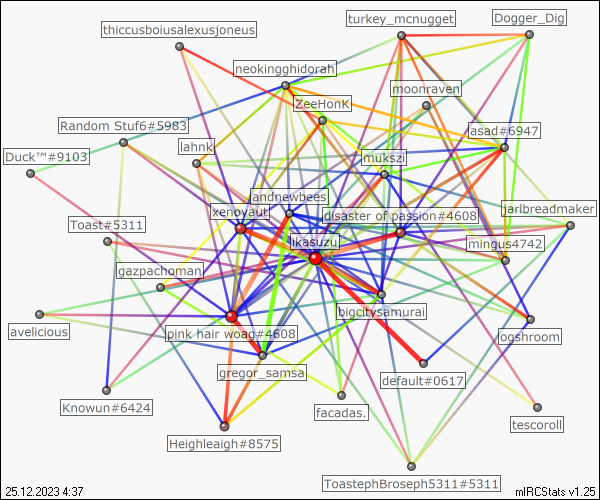 turkey_mcnugget
Dogger_Dig
thiccusboiusalexusjoneus
neokingghidorah
moonraven
ZeeHonK
Random Stuf6#5983
asad#6947
lahnk
Duck™#9103
mukszi
andnewbees
jarlbreadmaker
xenoyaut
disaster of passion#4608
Toast#5311
ikasuzu
mingus4742
gazpachoman
bigcitysamurai
avelicious
pink hair woag#4608
ogshroom
gregor_samsa
default#0617
Knowun#6424
facadas.
tescoroll
Heighleaigh#8575
ToastephBroseph5311#5311
25.12.2023 4:37
mIRCStats v1.25